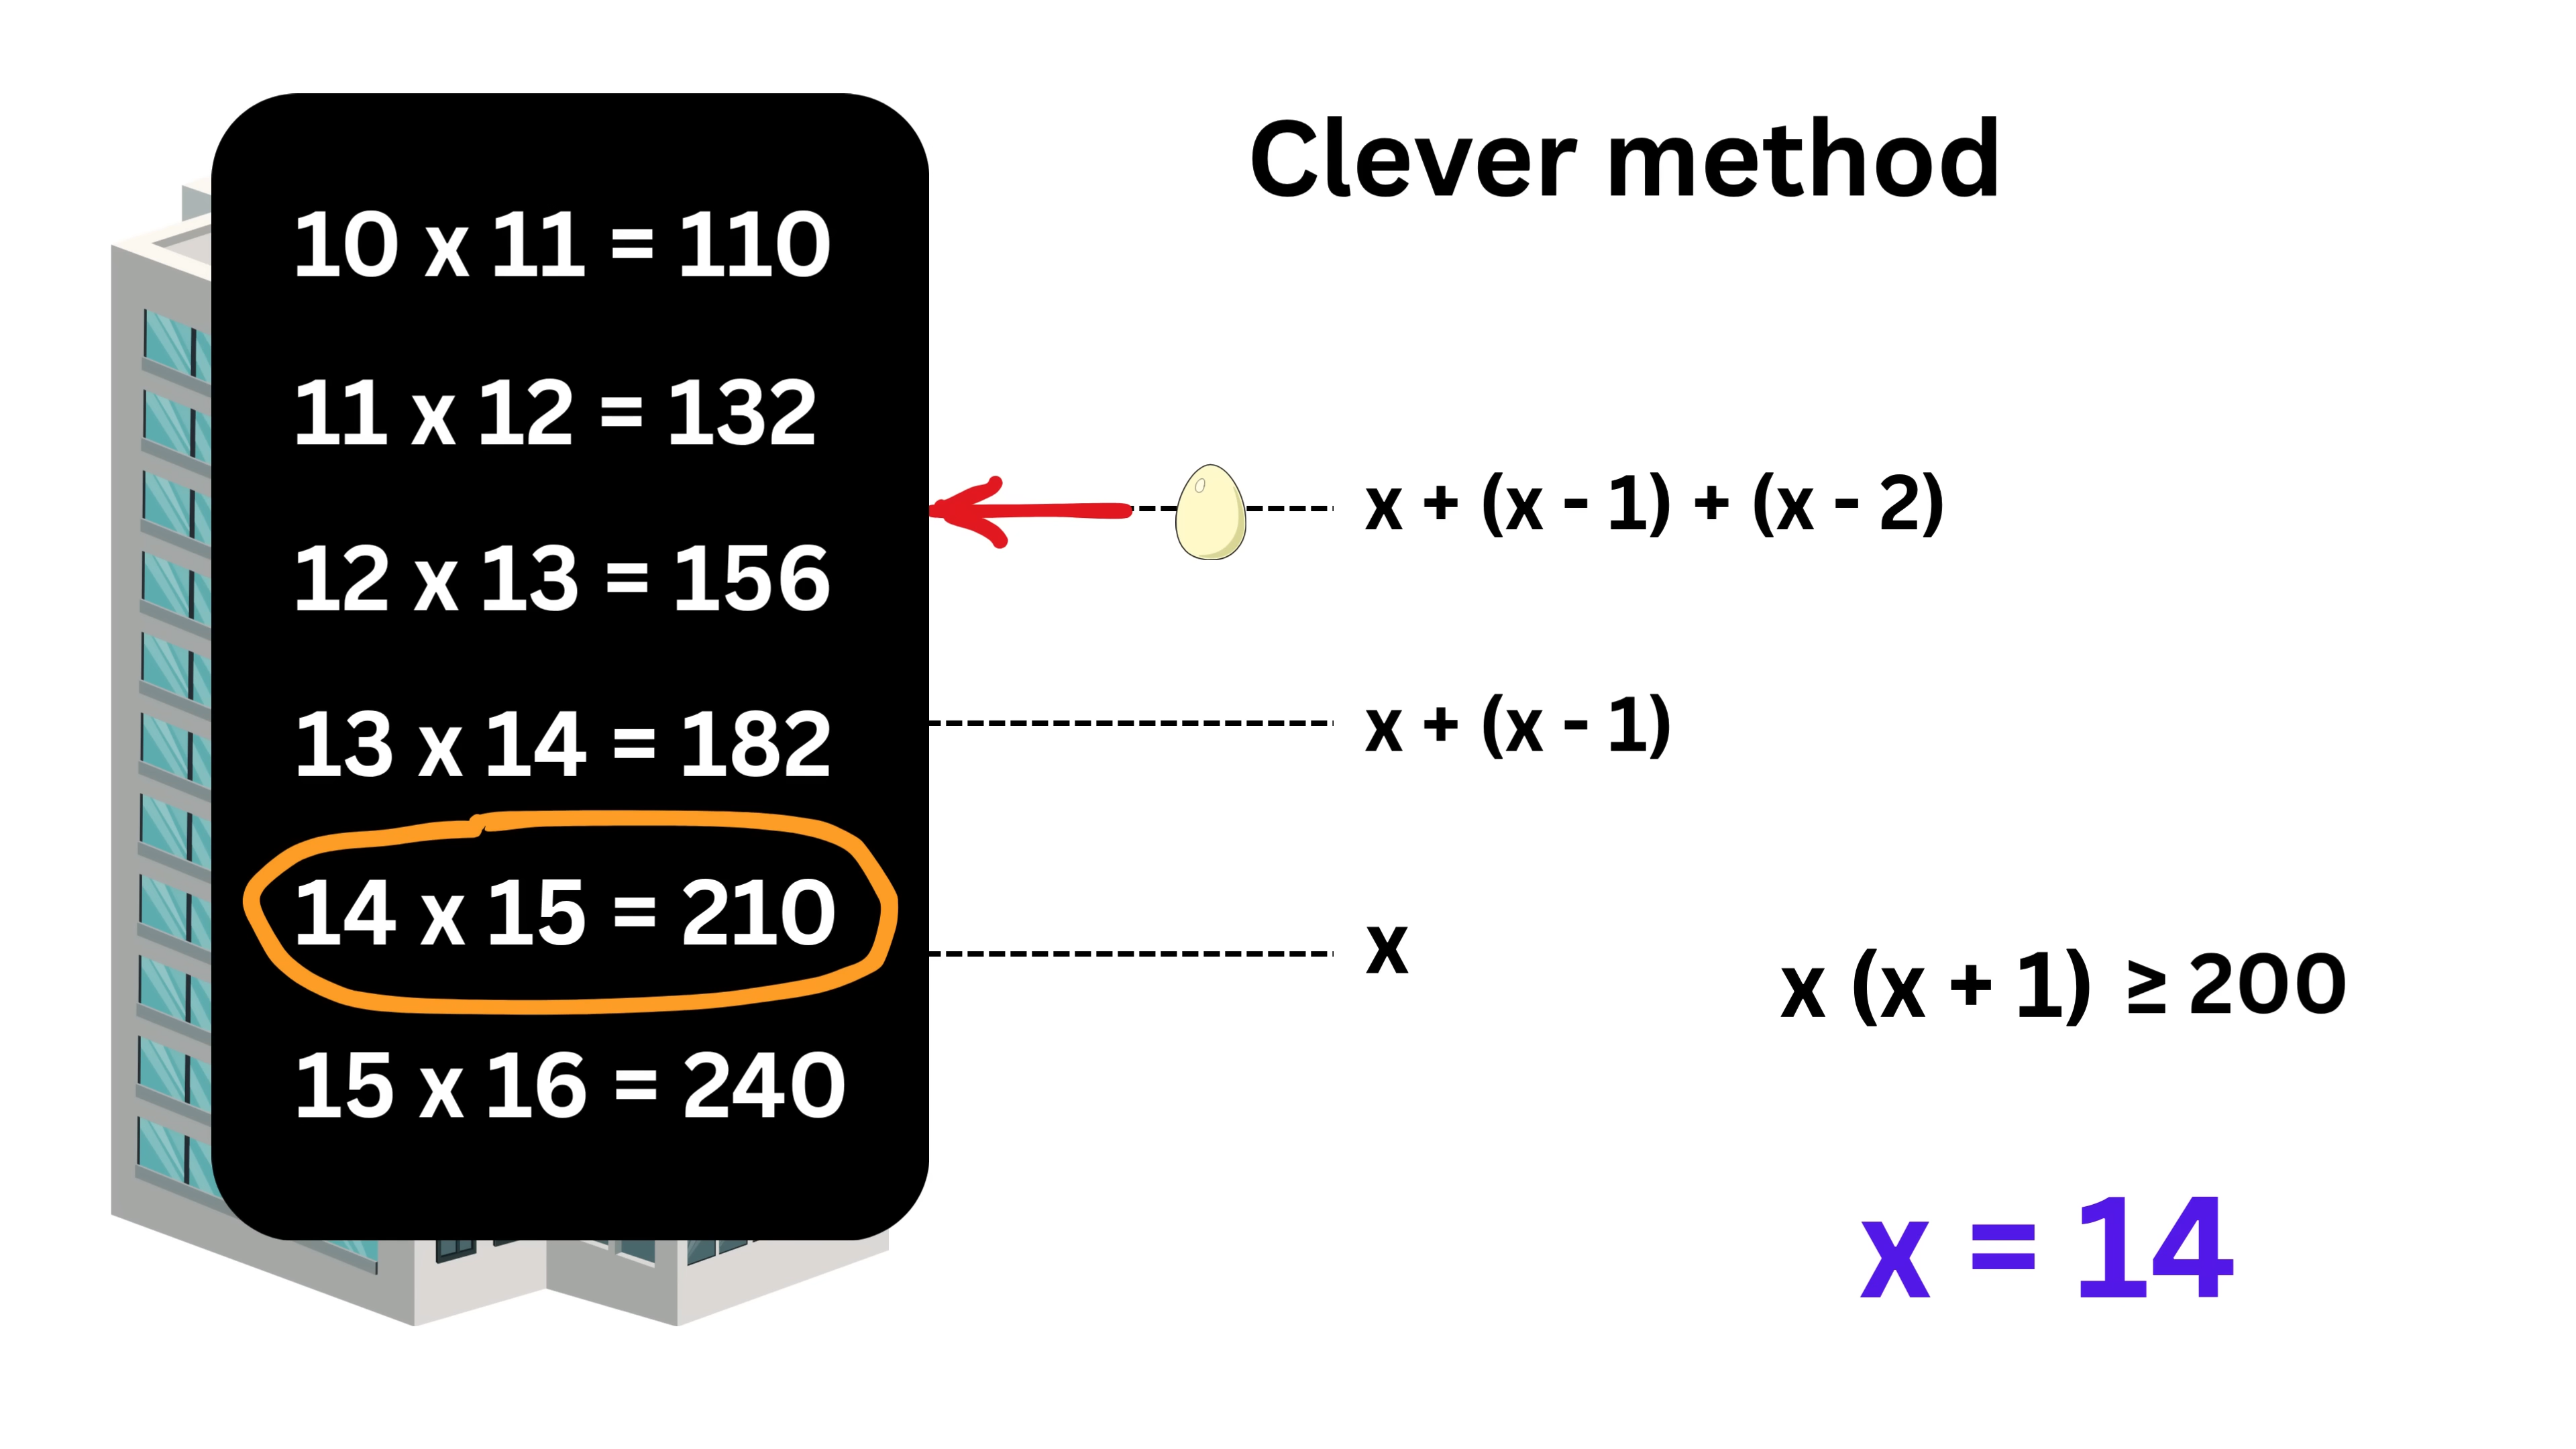 Clever method
10 x 11 = 110
11 x 12 = 132
12 x 13 = 156
13 x 14 = 182
14 x 15 = 210
15 x 16 = 240
x + (x - 1) + (x - 2)
x + (x - 1)
x
x (x + 1) ≥ 200
x = 14